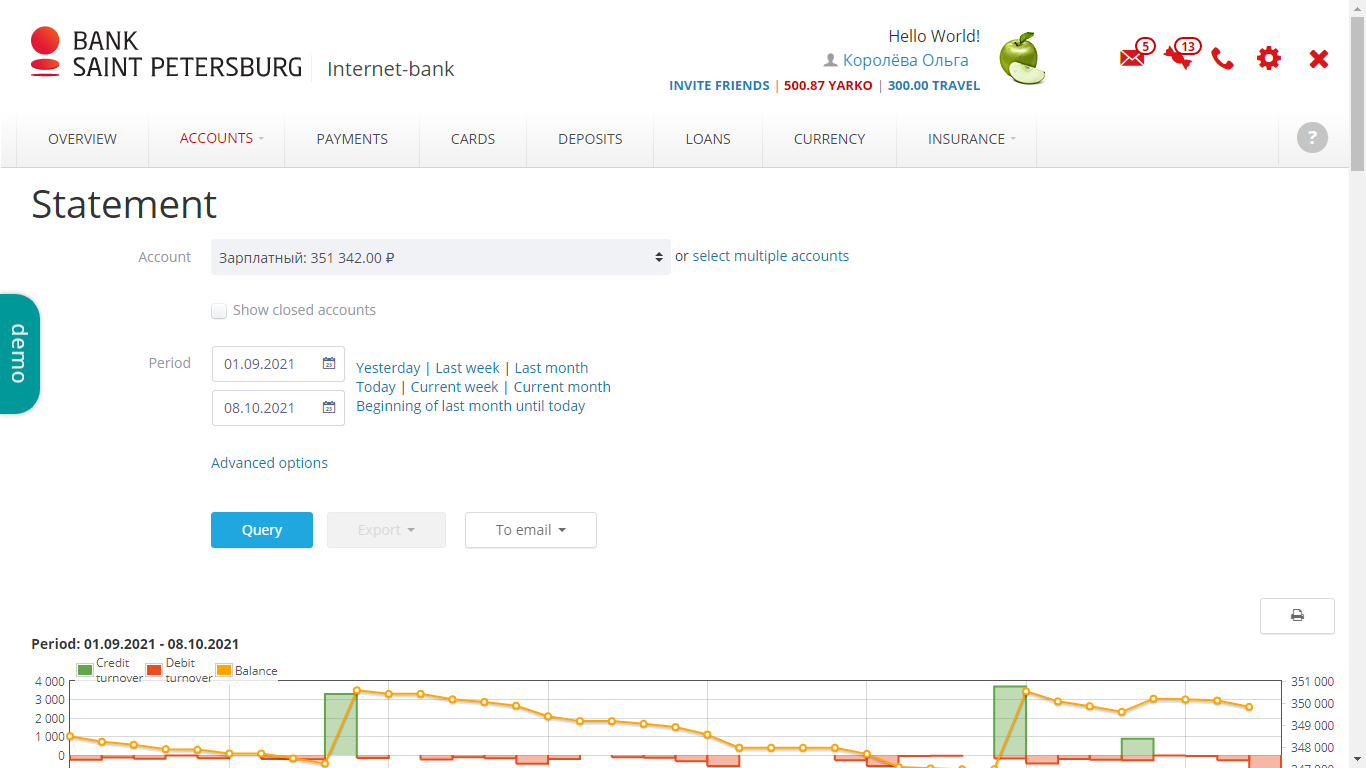 BANK
SAINT PETERSBURG
Internet-bank
Hello World!
Королёва Ольга
INVITE FRIENDS | 500.87 YARKO | 300.00 TRAVEL
5
13
OVERVIEW ACCOUNTS PAYMENTS CARDS DEPOSITS LOANS CURRENCY INSURANCE ?
Statement
Account Зарплатный: 351 342.00 ₽ or select multiple accounts
Show closed accounts
demo
Period 01.09.2021
Yesterday | Last week | Last month
Today | Current week | Current month
08.10.2021
Beginning of last month until today
Advanced options
Query Export To email
Period: 01.09.2021 - 08.10.2021
Credit turnover
Debit turnover
Balance
4 000 351 000
3 000 350 000
2 000 349 000
1 000 348 000
0